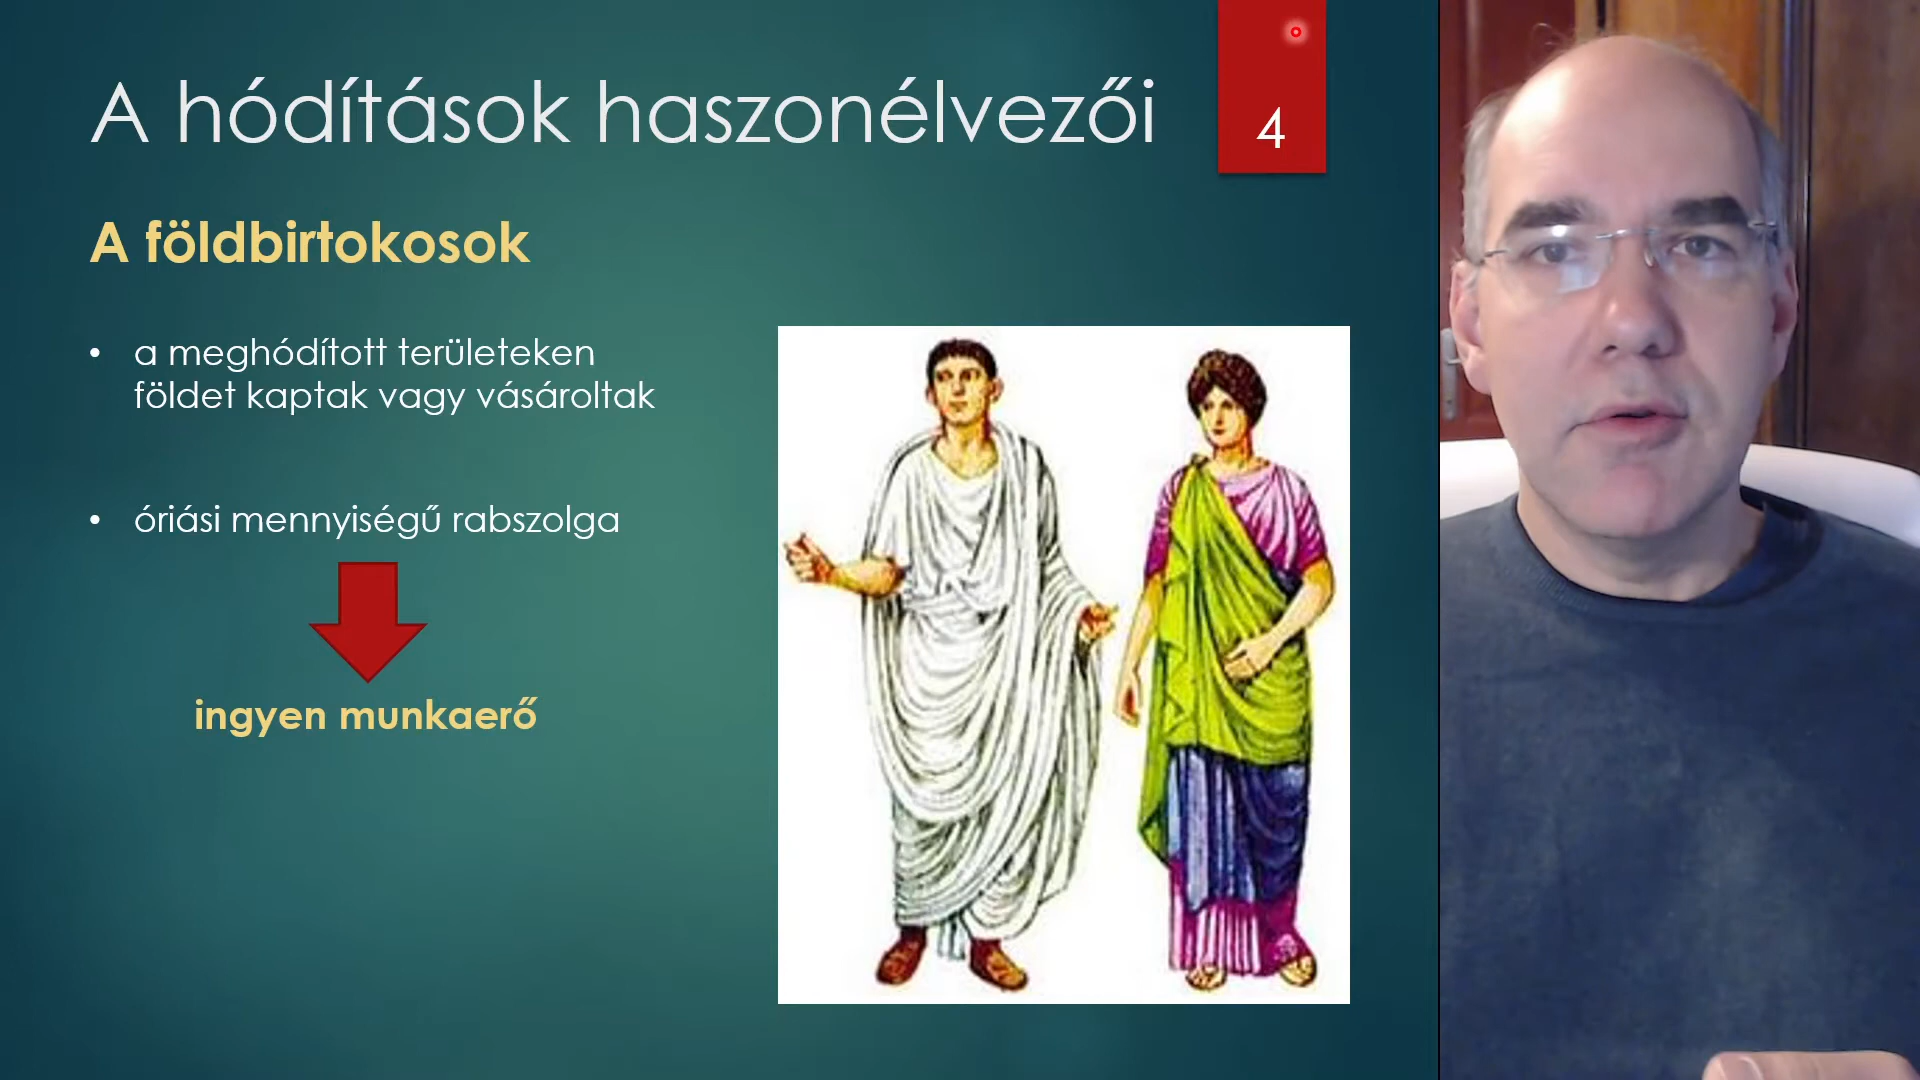 A hódítások haszonélvezői
4
A földbirtokosok
• a meghódított területeken
földet kaptak vagy vásároltak
• óriási mennyiségű rabszolga
ingyen munkaerő